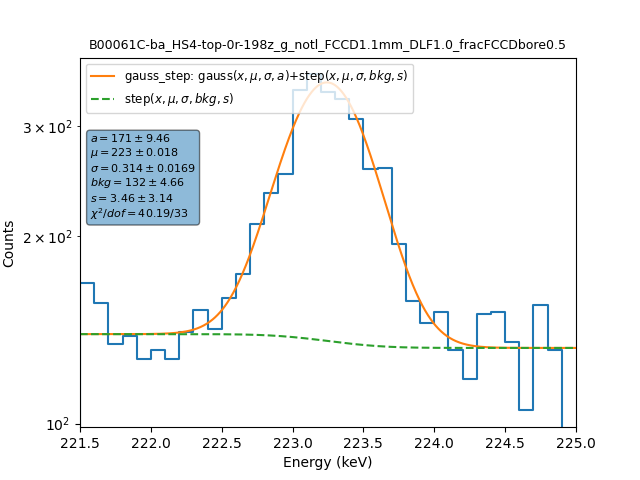 B00061C-ba_HS4-top-0r-198z_g_notl_FCCD1.1mm_DLF1.0_fracFCCDbore0.5
gauss_step: gauss(x, μ, σ, a)+step(x, μ, σ, bkg, s)
step(x, μ, σ, bkg, s)
a = 171 ± 9.46
μ = 223 ± 0.018
σ = 0.314 ± 0.0169
bkg = 132 ± 4.66
s = 3.46 ± 3.14
χ²/dof = 40.19/33
3 × 10²
2 × 10²
10²
Counts
221.5 222.0 222.5 223.0 223.5 224.0 224.5 225.0
Energy (keV)